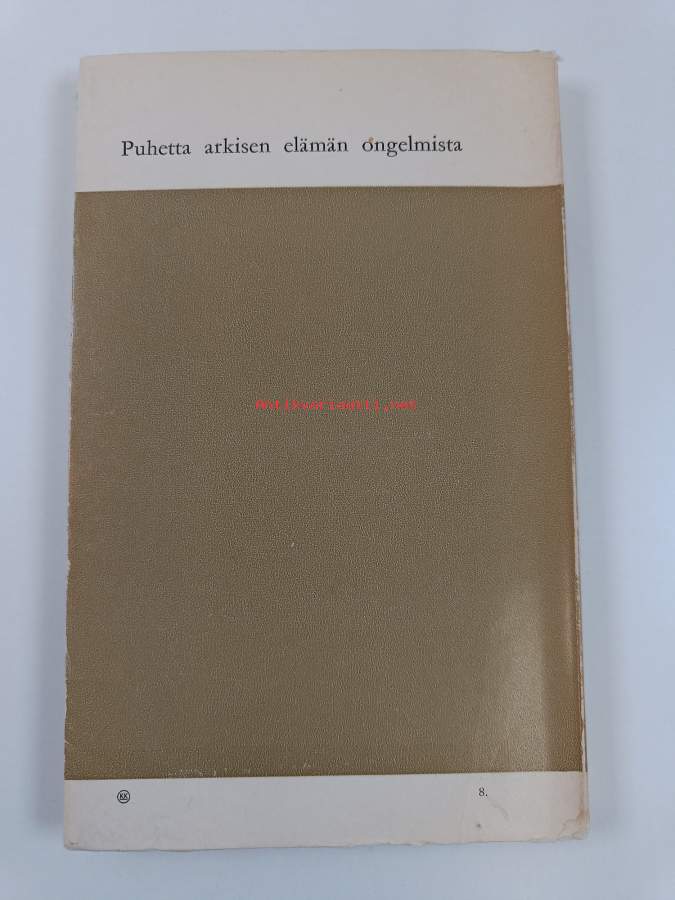 Puhetta arkisen elämän ongelmista
Antikvariaatti.net
KK
8.